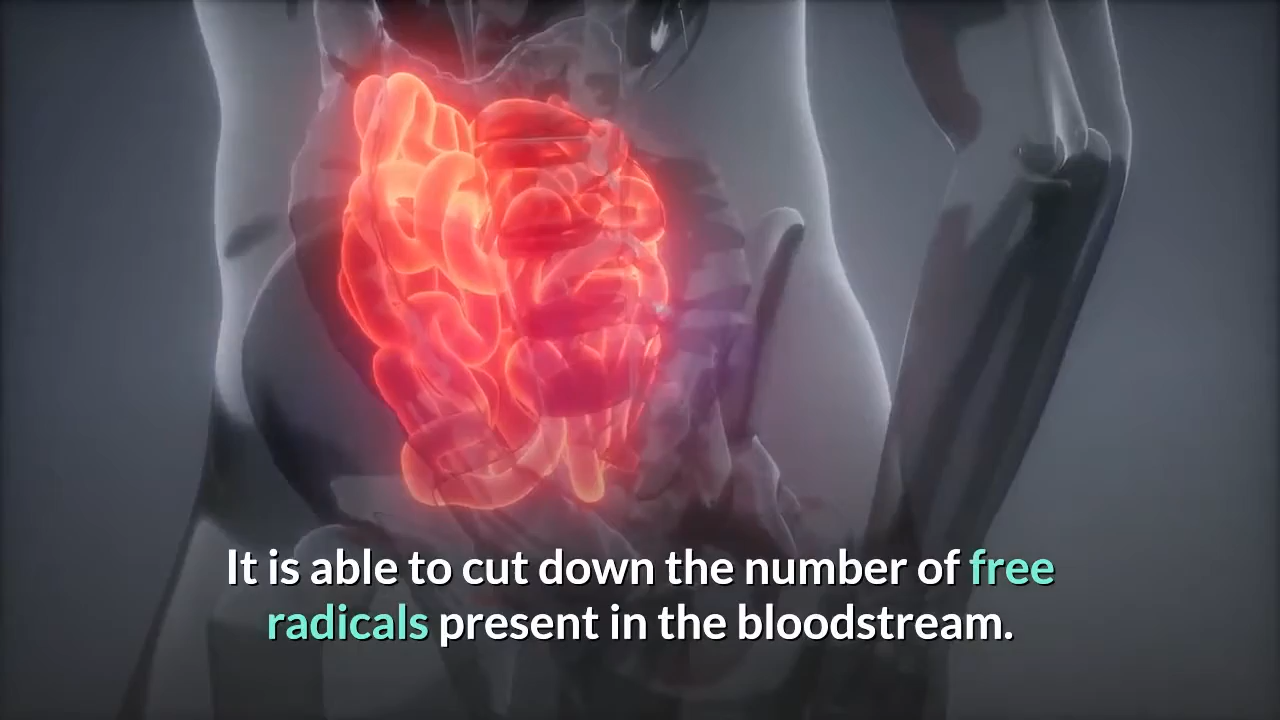 It is able to cut down the number of free
radicals present in the bloodstream.